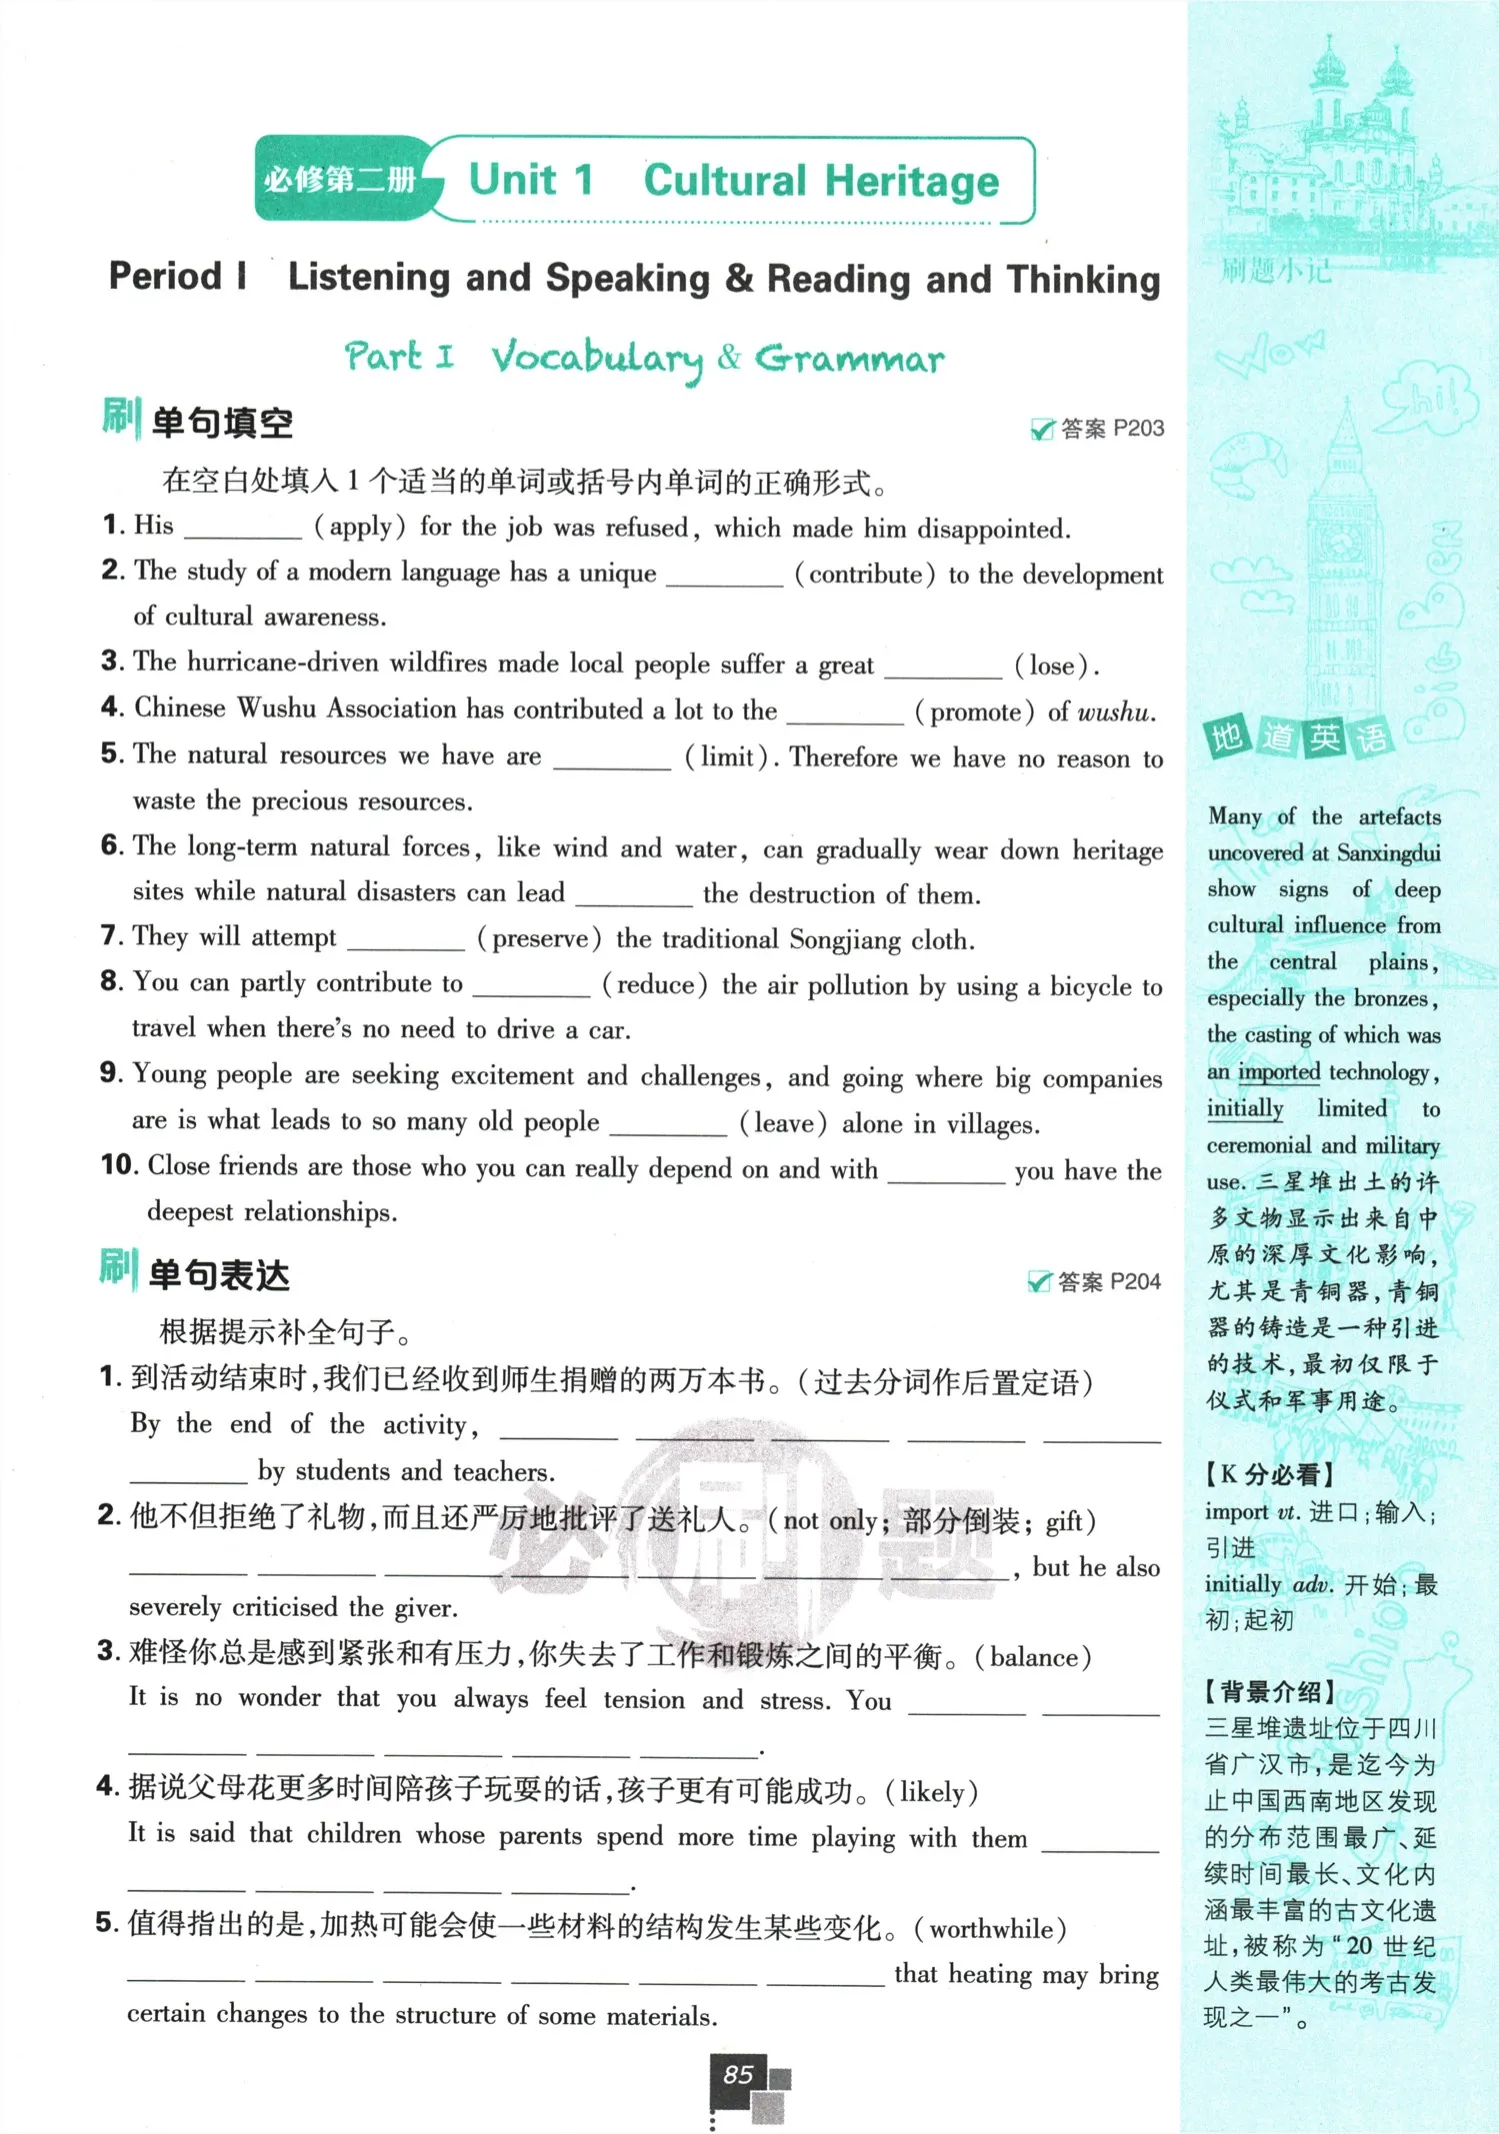 必修第二册 Unit 1 Cultural Heritage
Period I Listening and Speaking & Reading and Thinking
Part I Vocabulary & Grammar
刷 单句填空
答案 P203
在空白处填入 1 个适当的单词或括号内单词的正确形式。
1. His ________ (apply) for the job was refused, which made him disappointed.
2. The study of a modern language has a unique ________ (contribute) to the development
of cultural awareness.
3. The hurricane-driven wildfires made local people suffer a great ________ (lose).
4. Chinese Wushu Association has contributed a lot to the ________ (promote) of wushu.
5. The natural resources we have are ________ (limit). Therefore we have no reason to
waste the precious resources.
6. The long-term natural forces, like wind and water, can gradually wear down heritage
sites while natural disasters can lead ________ the destruction of them.
7. They will attempt ________ (preserve) the traditional Songjiang cloth.
8. You can partly contribute to ________ (reduce) the air pollution by using a bicycle to
travel when there's no need to drive a car.
9. Young people are seeking excitement and challenges, and going where big companies
are is what leads to so many old people ________ (leave) alone in villages.
10. Close friends are those who you can really depend on and with ________ you have the
deepest relationships.
刷 单句表达
答案 P204
根据提示补全句子。
1. 到活动结束时,我们已经收到师生捐赠的两万本书。(过去分词作后置定语)
By the end of the activity, ________ ________ ________ ________ ________
________ by students and teachers.
2. 他不但拒绝了礼物,而且还严厉地批评了送礼人。(not only; 部分倒装; gift)
________ ________ ________ ________ ________ ________ ________, but he also
severely criticised the giver.
3. 难怪你总是感到紧张和有压力,你失去了工作和锻炼之间的平衡。(balance)
It is no wonder that you always feel tension and stress. You ________ ________
________ ________ ________ ________ ________.
4. 据说父母花更多时间陪孩子玩耍的话,孩子更有可能成功。(likely)
It is said that children whose parents spend more time playing with them ________
________ ________ ________ ________.
5. 值得指出的是,加热可能会使一些材料的结构发生某些变化。(worthwhile)
________ ________ ________ ________ ________ ________ that heating may bring
certain changes to the structure of some materials.
必刷题
85
刷题小记
Wow
hi!
Big Ben
地道英语
Many of the artefacts
uncovered at Sanxingdui
show signs of deep
cultural influence from
the central plains,
especially the bronzes,
the casting of which was
an imported technology,
initially limited to
ceremonial and military
use. 三星堆出土的许
多文物显示出来自中
原的深厚文化影响,
尤其是青铜器,青铜
器的铸造是一种引进
的技术,最初仅限于
仪式和军事用途。
【K 分必看】
import vt. 进口;输入;
引进
initially adv. 开始;最
初;起初
【背景介绍】
三星堆遗址位于四川
省广汉市,是迄今为
止中国西南地区发现
的分布范围最广、延
续时间最长、文化内
涵最丰富的古文化遗
址,被称为“20 世纪
人类最伟大的考古发
现之一”。